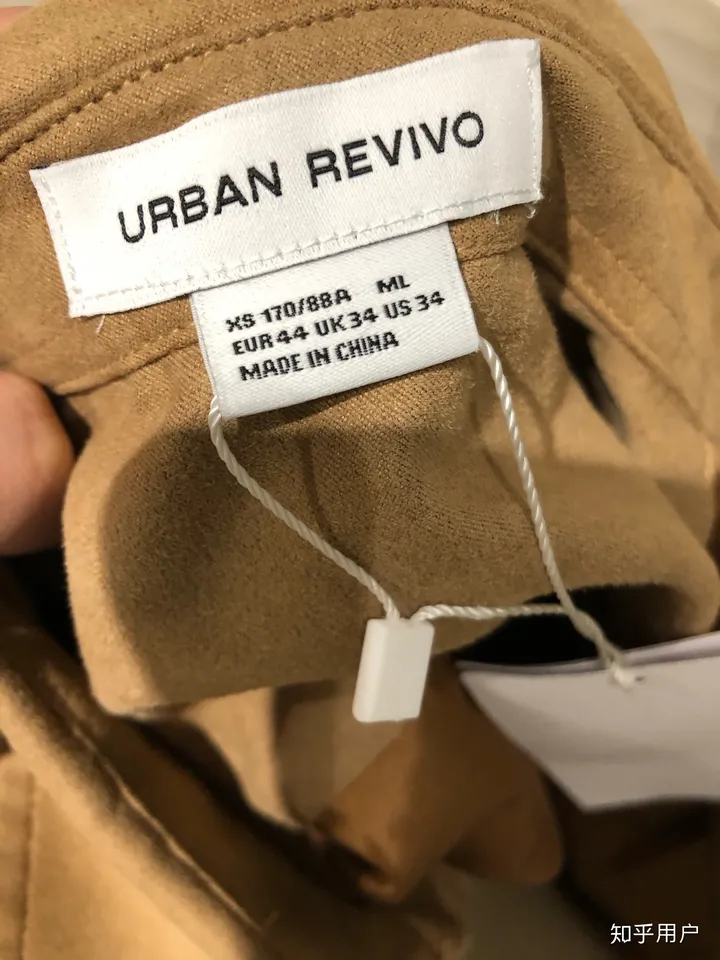 URBAN REVIVO
XS 170/88A ML
EUR 44 UK 34 US 34
MADE IN CHINA
知乎用户